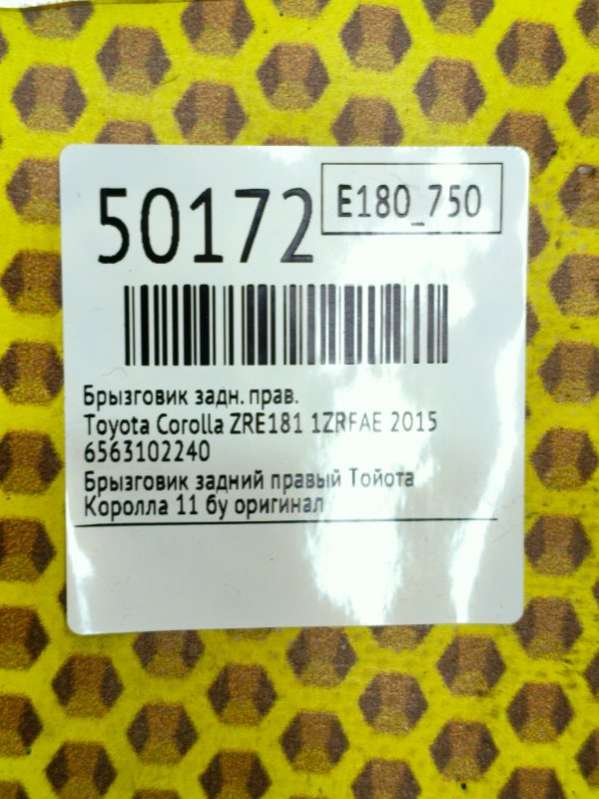 50172
E180_750
Брызговик задн. прав.
Toyota Corolla ZRE181 1ZRFAE 2015
6563102240
Брызговик задний правый Тойота
Королла 11 бу оригинал